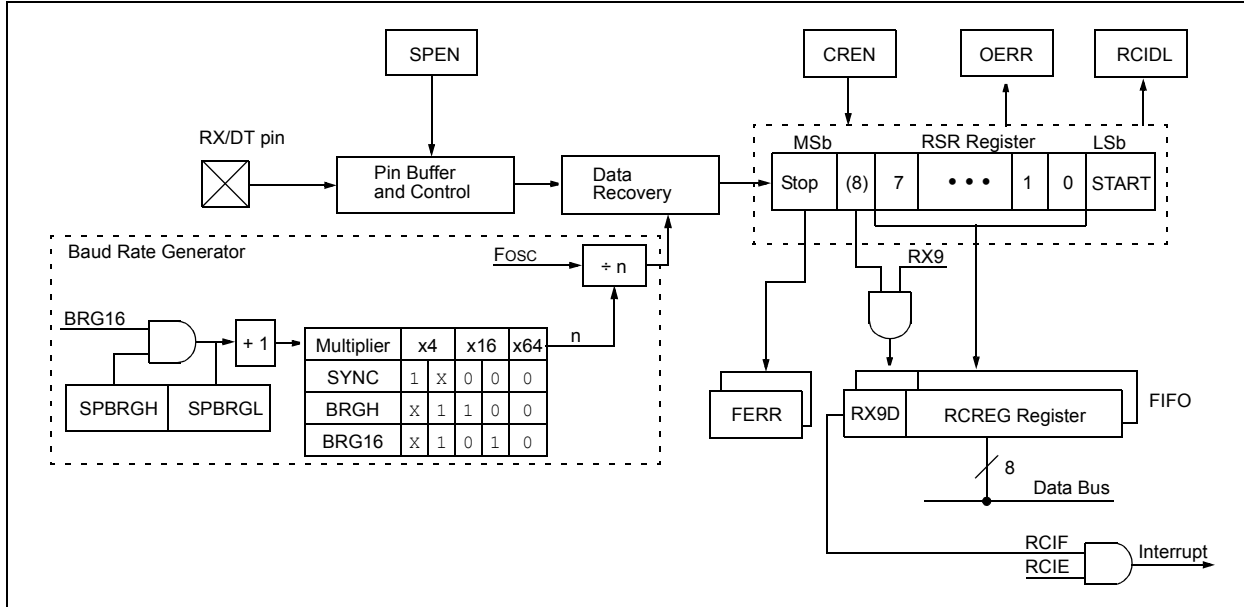 SPEN
CREN
OERR
RCIDL
RX/DT pin
Pin Buffer
and Control
Data
Recovery
MSb
RSR Register
LSb
Stop
(8)
7
• • •
1
0
START
Baud Rate Generator
FOSC
÷ n
RX9
BRG16
+ 1
n
SPBRGH
SPBRGL
Multiplier x4 x16 x64
SYNC 1 X 0 0 0
BRGH X 1 1 0 0
BRG16 X 1 0 1 0
FERR
RX9D
RCREG Register
FIFO
8
Data Bus
RCIF
RCIE
Interrupt